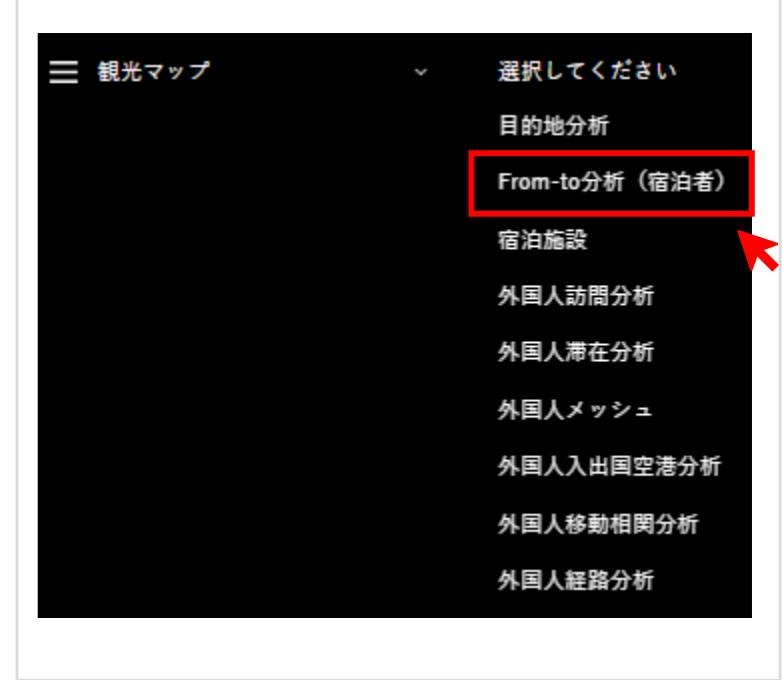 観光マップ
選択してください
目的地分析
From-to分析（宿泊者）
宿泊施設
外国人訪問分析
外国人滞在分析
外国人メッシュ
外国人入出国空港分析
外国人移動相関分析
外国人経路分析